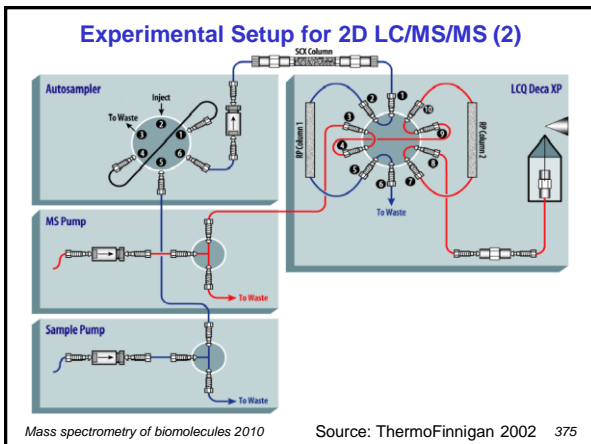 Experimental Setup for 2D LC/MS/MS (2)
SCX Column
Autosampler
Inject
To Waste
2
3
1
4
6
5
LCQ Deca XP
RP Column 1
RP Column 2
2
1
10
3
9
4
8
5
6
7
To Waste
MS Pump
To Waste
Sample Pump
To Waste
Mass spectrometry of biomolecules 2010
Source: ThermoFinnigan 2002
375